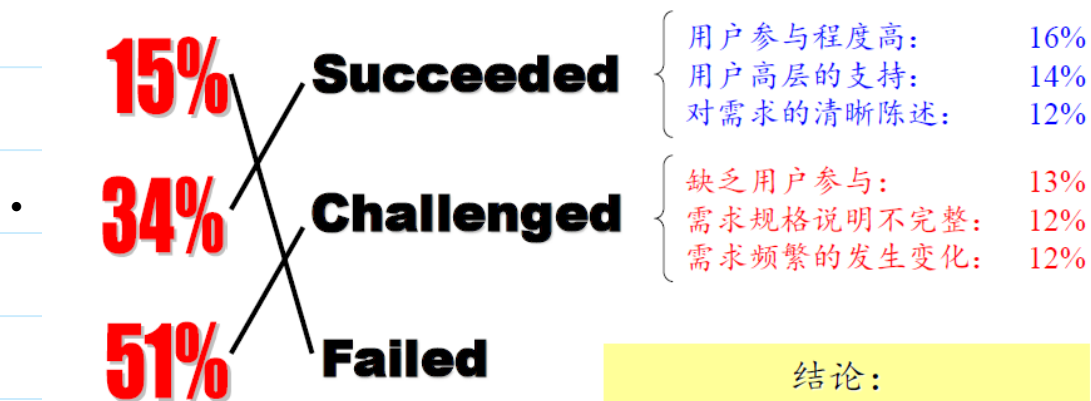 15% Succeeded 用户参与程度高： 16%
用户高层的支持： 14%
对需求的清晰陈述： 12%
34% Challenged 缺乏用户参与： 13%
需求规格说明不完整： 12%
需求频繁的发生变化： 12%
51% Failed
结论：